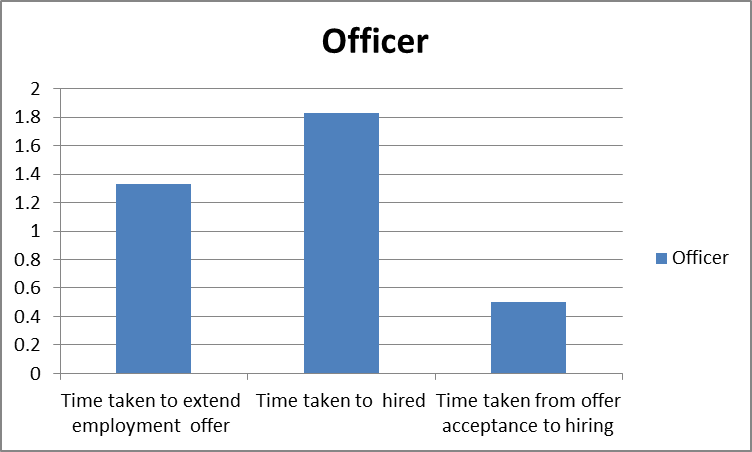 Officer
2
1.8
1.6
1.4
1.2
1
0.8
0.6
0.4
0.2
0
Officer
Time taken to extend
employment  offer
Time taken to  hired
Time taken from offer
acceptance to hiring